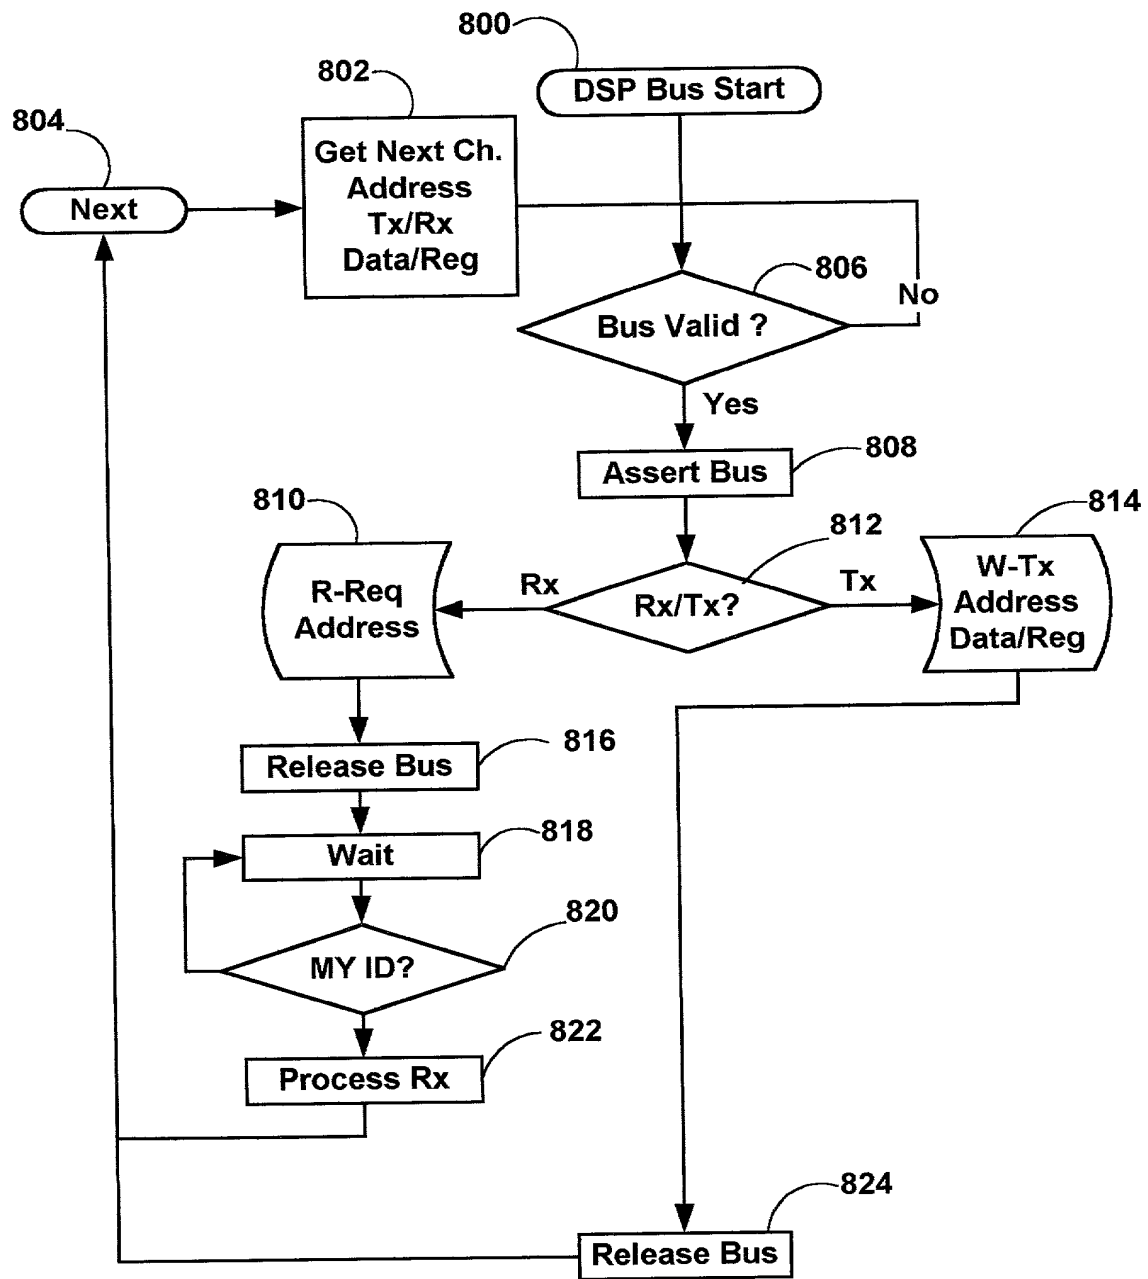 800
DSP Bus Start
802
804
Get Next Ch.
Address
Tx/Rx
Data/Reg
Next
806
No
Bus Valid ?
Yes
808
Assert Bus
810
812
814
Rx
Tx
R-Req
Address
Rx/Tx?
W-Tx
Address
Data/Reg
816
Release Bus
818
Wait
820
MY ID?
822
Process Rx
824
Release Bus